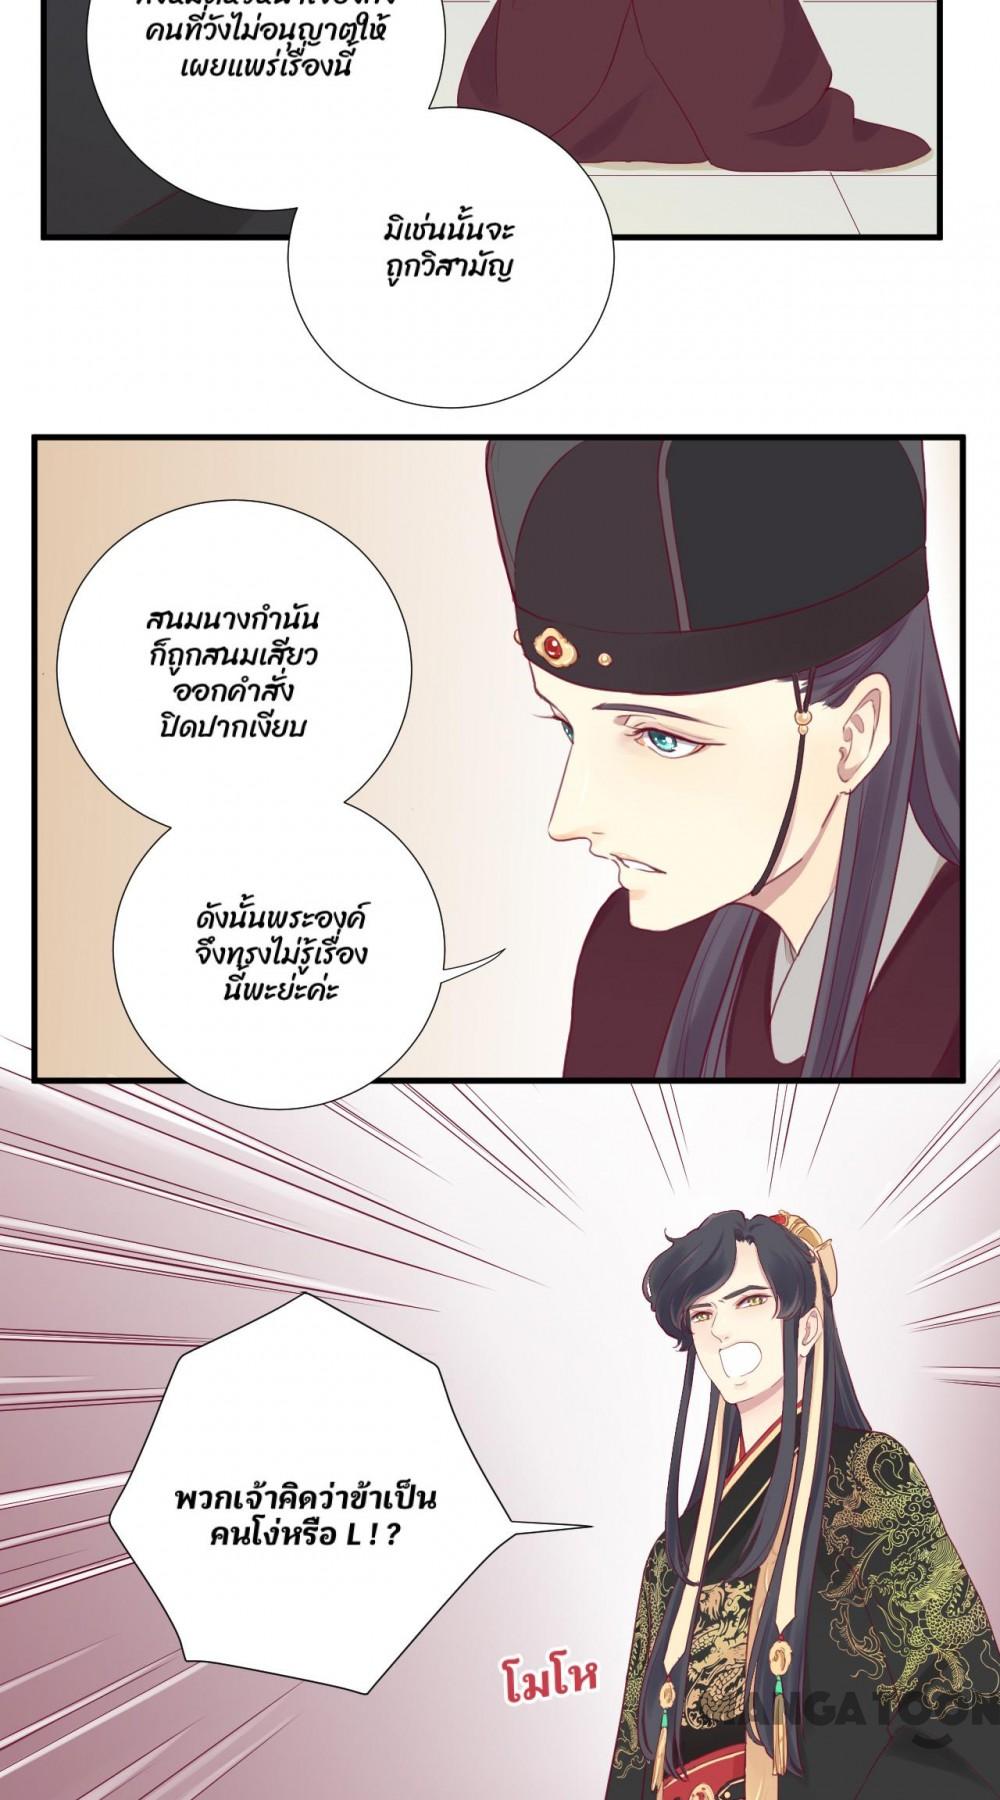 คนที่วังไม่อนุญาตให้
เผยแพร่เรื่องนี้
มิเช่นนั้นจะ
ถูกวิสามัญ
สนมนางกำนัน
ก็ถูกสนมเสียว
ออกคำสั่ง
ปิดปากเงียบ
ดังนั้นพระองค์
จึงทรงไม่รู้เรื่อง
นี้พะย่ะค่ะ
พวกเจ้าคิดว่าข้าเป็น
คนโง่หรือ L ! ?
โมโห
MANGA TOON